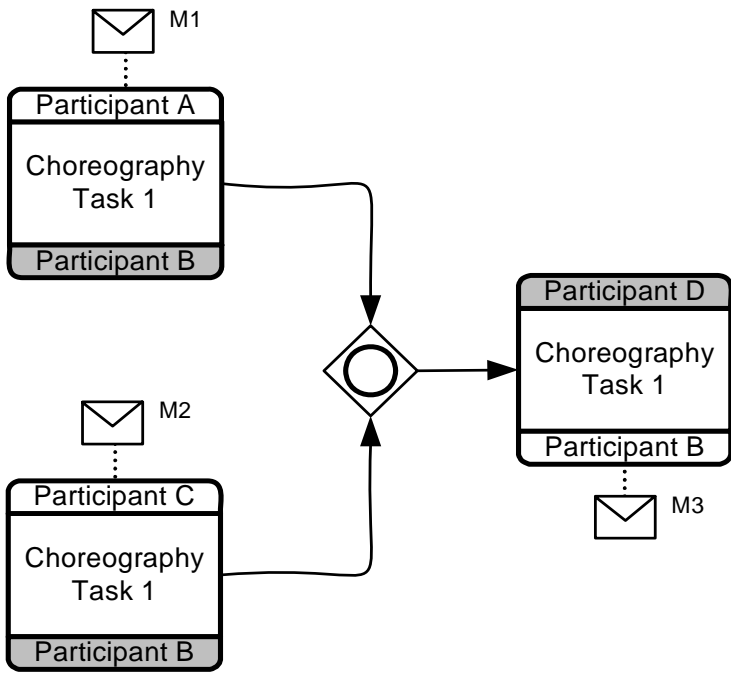 M1
Participant A
Choreography
Task 1
Participant B
Participant D
Choreography
Task 1
Participant B
M3
M2
Participant C
Choreography
Task 1
Participant B